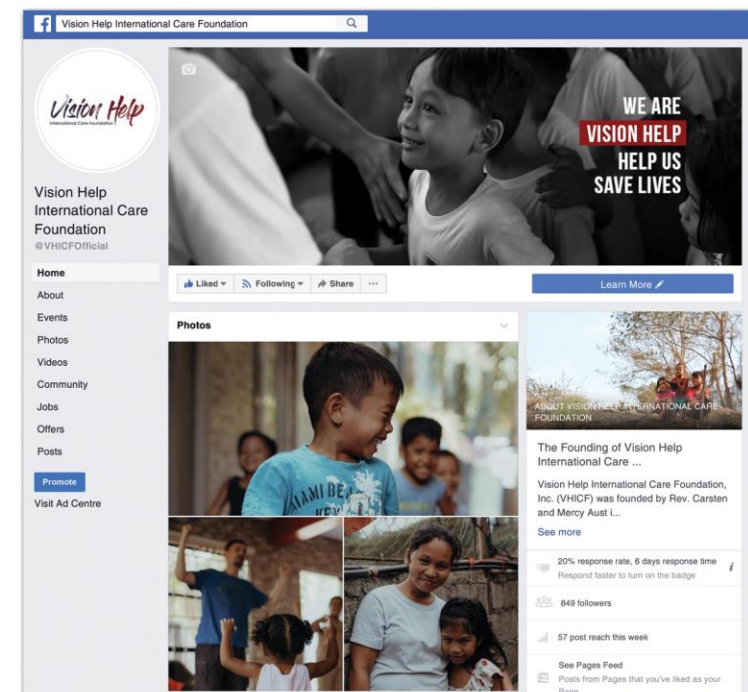 Vision Help International Care Foundation
Vision Help
International Care Foundation
WE ARE
VISION HELP
HELP US
SAVE LIVES
Vision Help
International Care
Foundation
@VHICFOfficial
Home
About
Events
Photos
Videos
Community
Jobs
Offers
Posts
Promote
Visit Ad Centre
Liked
Following
Share
Learn More
Photos
MIAMI BE
KEY
ABOUT VISION HELP INTERNATIONAL CARE
FOUNDATION
The Founding of Vision Help
International Care ...
Vision Help International Care Foundation,
Inc. (VHICF) was founded by Rev. Carsten
and Mercy Aust i...
See more
20% response rate, 6 days response time
Respond faster to turn on the badge
849 followers
57 post reach this week
See Pages Feed
Posts from Pages that you've liked as your
Page